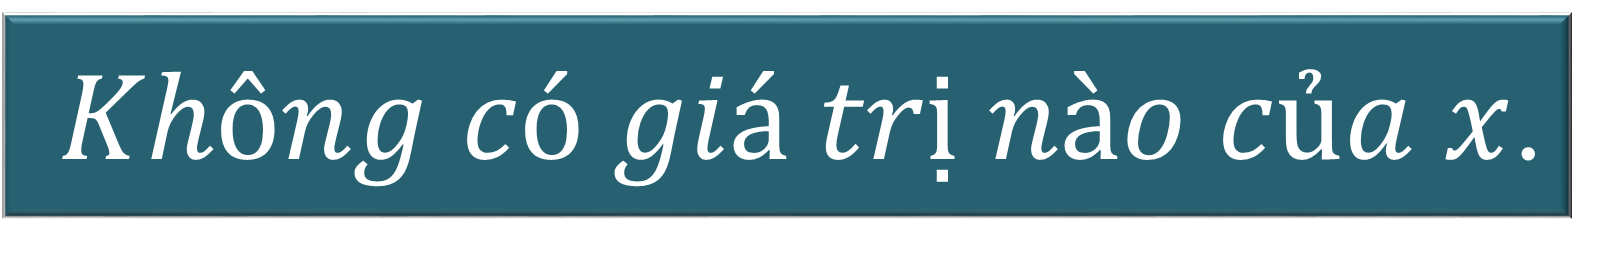 Không có giá trị nào của x.